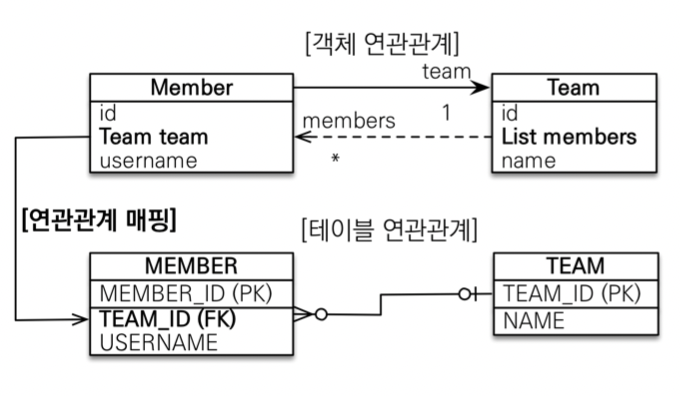 [객체 연관관계]
team
Member
Team
id
Team team
username
members
1
*
id
List members
name
[연관관계 매핑]
[테이블 연관관계]
MEMBER
MEMBER_ID (PK)
TEAM_ID (FK)
USERNAME
TEAM
TEAM_ID (PK)
NAME